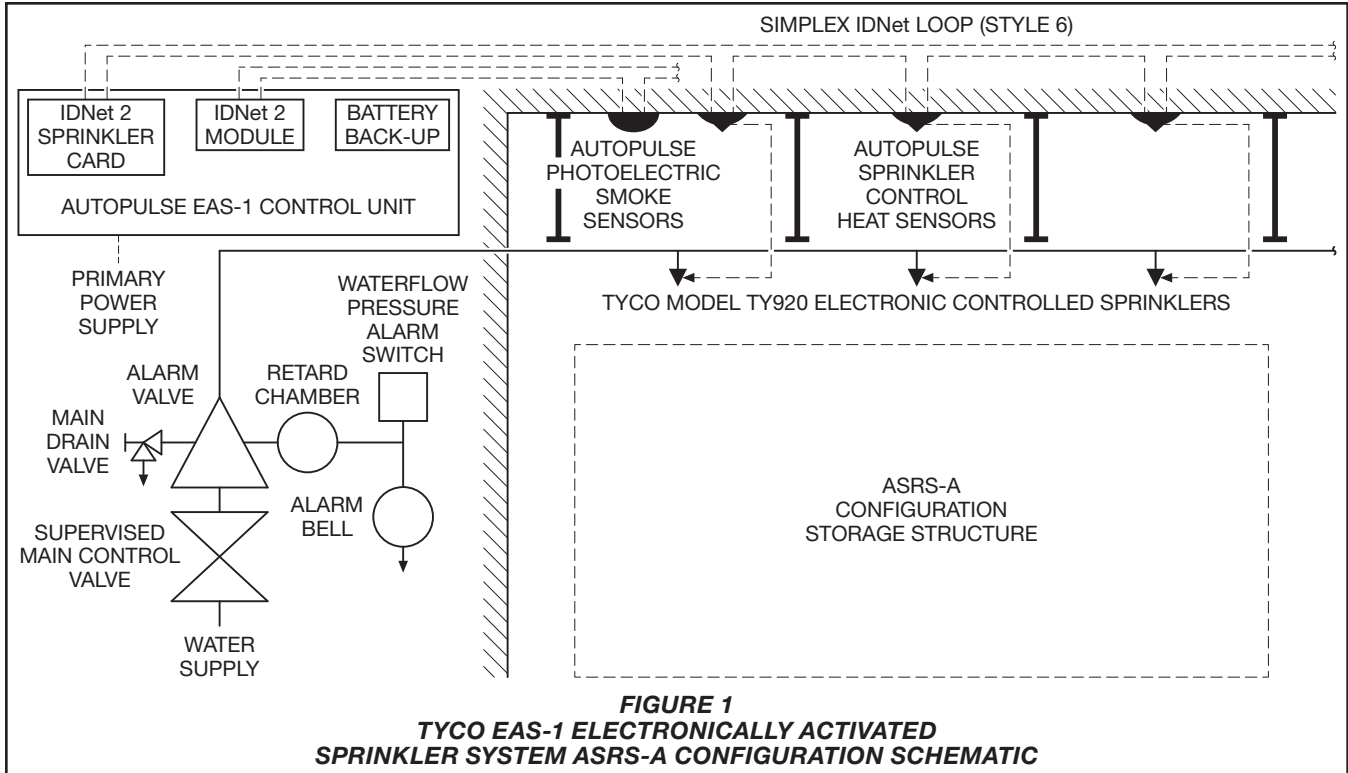 SIMPLEX IDNet LOOP (STYLE 6)
IDNet 2
SPRINKLER
CARD
IDNet 2
MODULE
BATTERY
BACK-UP
AUTOPULSE EAS-1 CONTROL UNIT
AUTOPULSE
PHOTOELECTRIC
SMOKE
SENSORS
AUTOPULSE
SPRINKLER
CONTROL
HEAT SENSORS
PRIMARY
POWER
SUPPLY
WATERFLOW
PRESSURE
ALARM
SWITCH
TYCO MODEL TY920 ELECTRONIC CONTROLLED SPRINKLERS
ALARM
VALVE
RETARD
CHAMBER
MAIN
DRAIN
VALVE
ALARM
BELL
SUPERVISED
MAIN CONTROL
VALVE
WATER
SUPPLY
ASRS-A
CONFIGURATION
STORAGE STRUCTURE
FIGURE 1
TYCO EAS-1 ELECTRONICALLY ACTIVATED
SPRINKLER SYSTEM ASRS-A CONFIGURATION SCHEMATIC